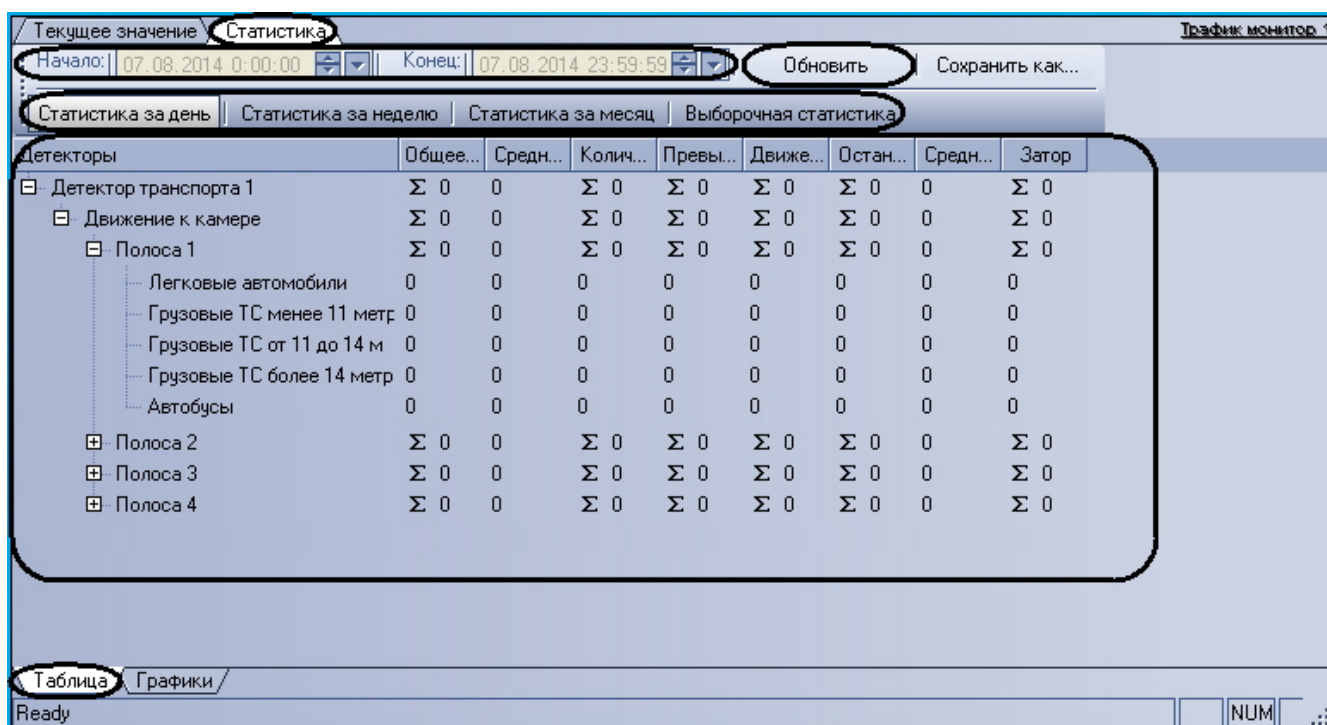 Текущее значение Статистика Трафик монитор 1
Начало: 07.08.2014 0:00:00 Конец: 07.08.2014 23:59:59 Обновить Сохранить как...
Статистика за день Статистика за неделю Статистика за месяц Выборочная статистика
Детекторы Общее... Средн... Колич... Превы... Движе... Остан... Средн... Затор
Детектор транспорта 1 Σ 0 0 Σ 0 Σ 0 Σ 0 Σ 0 0 Σ 0
Движение к камере Σ 0 0 Σ 0 Σ 0 Σ 0 Σ 0 0 Σ 0
Полоса 1 Σ 0 0 Σ 0 Σ 0 Σ 0 Σ 0 0 Σ 0
Легковые автомобили 0 0 0 0 0 0 0 0
Грузовые ТС менее 11 метр 0 0 0 0 0 0 0 0
Грузовые ТС от 11 до 14 м 0 0 0 0 0 0 0 0
Грузовые ТС более 14 метр 0 0 0 0 0 0 0 0
Автобусы 0 0 0 0 0 0 0 0
Полоса 2 Σ 0 0 Σ 0 Σ 0 Σ 0 Σ 0 0 Σ 0
Полоса 3 Σ 0 0 Σ 0 Σ 0 Σ 0 Σ 0 0 Σ 0
Полоса 4 Σ 0 0 Σ 0 Σ 0 Σ 0 Σ 0 0 Σ 0
Таблица Графики
Ready NUM